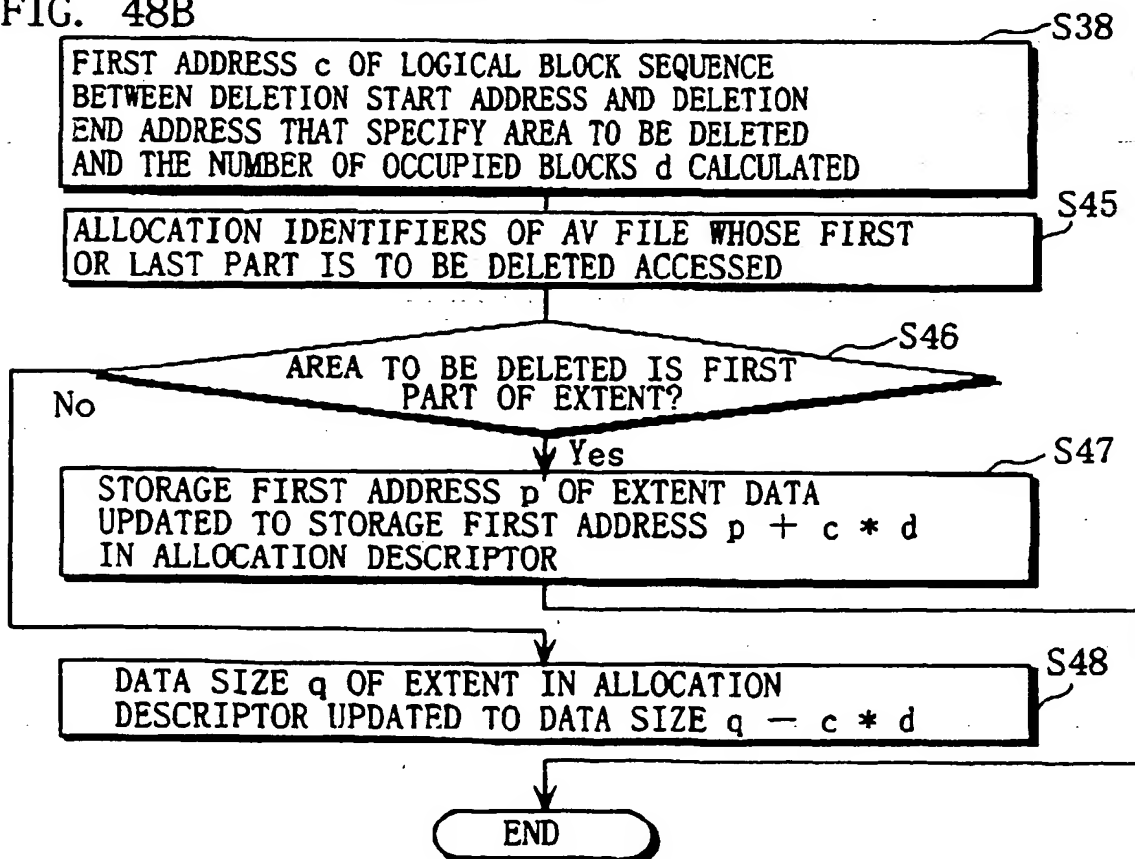 FIG. 48B
S38
FIRST ADDRESS c OF LOGICAL BLOCK SEQUENCE
BETWEEN DELETION START ADDRESS AND DELETION
END ADDRESS THAT SPECIFY AREA TO BE DELETED
AND THE NUMBER OF OCCUPIED BLOCKS d CALCULATED
S45
ALLOCATION IDENTIFIERS OF AV FILE WHOSE FIRST
OR LAST PART IS TO BE DELETED ACCESSED
S46
AREA TO BE DELETED IS FIRST
PART OF EXTENT?
No
Yes
S47
STORAGE FIRST ADDRESS p OF EXTENT DATA
UPDATED TO STORAGE FIRST ADDRESS p + c * d
IN ALLOCATION DESCRIPTOR
S48
DATA SIZE q OF EXTENT IN ALLOCATION
DESCRIPTOR UPDATED TO DATA SIZE q − c * d
END